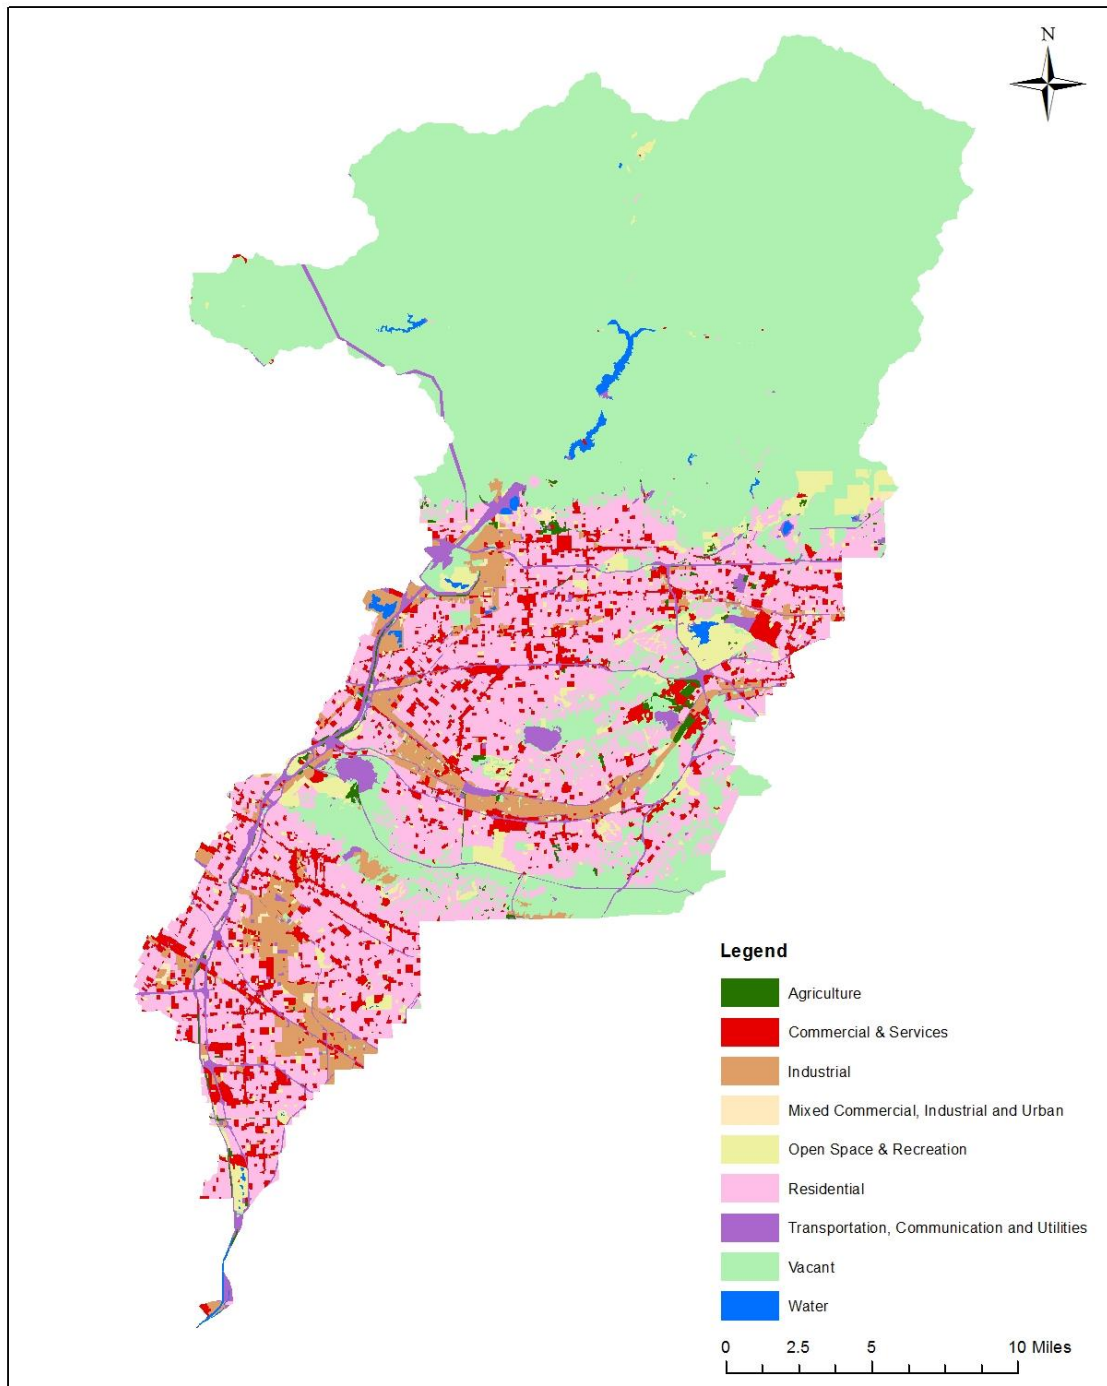 N
Legend
Agriculture
Commercial & Services
Industrial
Mixed Commercial, Industrial and Urban
Open Space & Recreation
Residential
Transportation, Communication and Utilities
Vacant
Water
0 2.5 5 10 Miles